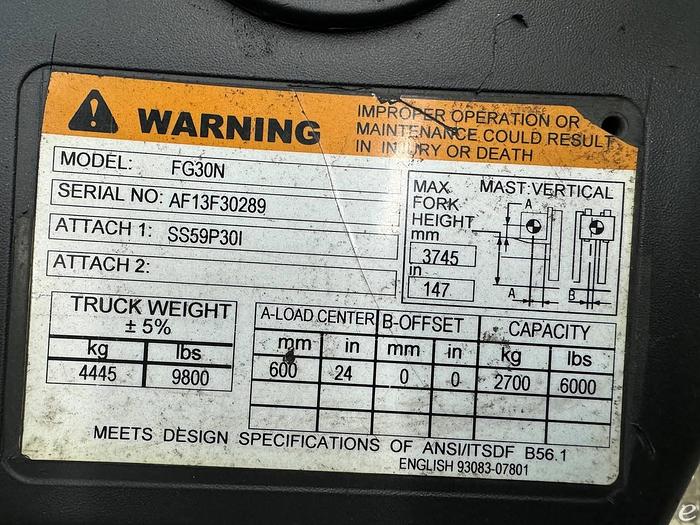 WARNING
IMPROPER OPERATION OR
MAINTENANCE COULD RESULT
IN INJURY OR DEATH
MODEL: FG30N
SERIAL NO: AF13F30289
ATTACH 1: SS59P30I
ATTACH 2:
MAX MAST:VERTICAL
FORK
HEIGHT
mm
3745
in
147
A
A B
TRUCK WEIGHT
± 5%
kg lbs
4445 9800
A-LOAD CENTER B-OFFSET CAPACITY
mm in mm in kg lbs
600 24 0 0 2700 6000
MEETS DESIGN SPECIFICATIONS OF ANSI/ITSDF B56.1
ENGLISH 93083-07801
e